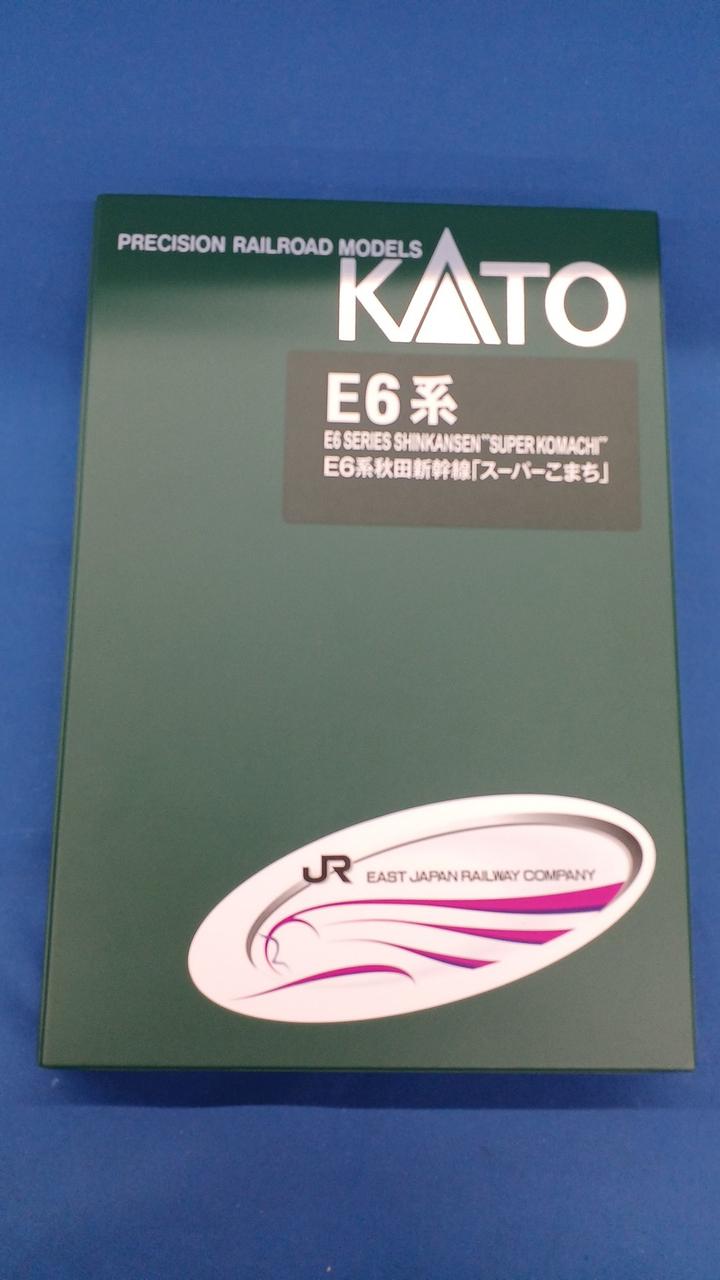 PRECISION RAILROAD MODELS
KATO
E6系
E6 SERIES SHINKANSEN "SUPER KOMACHI"
E6系秋田新幹線「スーパーこまち」
JR EAST JAPAN RAILWAY COMPANY